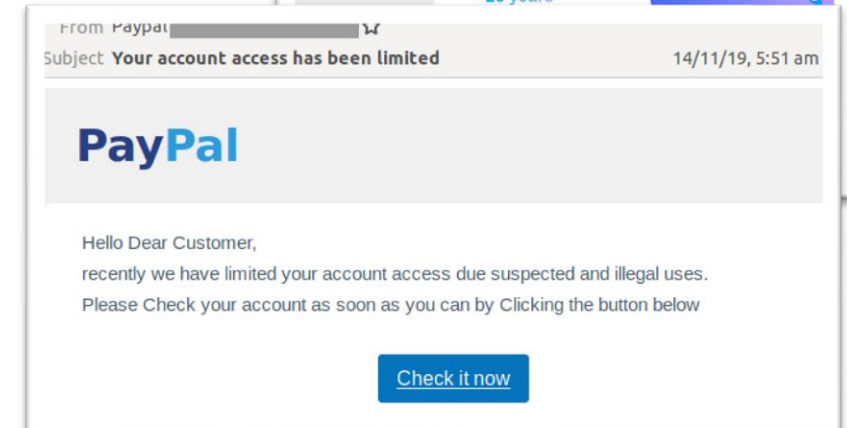 years
From Paypal
Subject Your account access has been limited 14/11/19, 5:51 am
PayPal
Hello Dear Customer,
recently we have limited your account access due suspected and illegal uses.
Please Check your account as soon as you can by Clicking the button below
Check it now